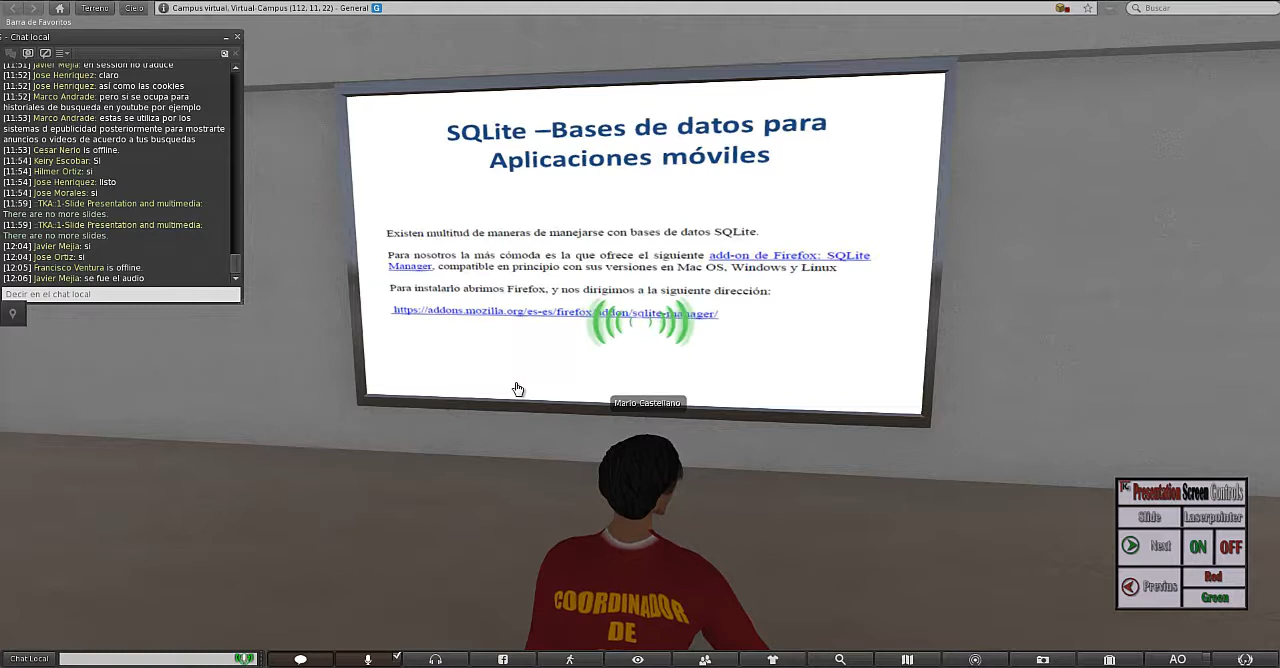 Terreno
Cielo
Campus virtual, Virtual-Campus (112, 11, 22) - General
G
Buscar
Barra de Favoritos
- Chat local
[11:51] Javier Mejia: en session no traduce
[11:52] Jose Henriquez: claro
[11:52] Jose Henriquez: así como las cookies
[11:52] Marco Andrade: pero si se ocupa para
historiales de busqueda en youtube por ejemplo
[11:53] Marco Andrade: estas se utiliza por los
sistemas d epublicidad posteriormente para mostrarte
anuncios o videos de acuerdo a tus busquedas
[11:53] Cesar Nerio is offline.
[11:54] Keiry Escobar: Si
[11:54] Hilmer Ortiz: si
[11:54] Jose Henriquez: listo
[11:54] Jose Morales: si
[11:59] ::TKA::1-Slide Presentation and multimedia:
There are no more slides.
[11:59] ::TKA::1-Slide Presentation and multimedia:
There are no more slides.
[12:04] Javier Mejia: si
[12:04] Jose Ortiz: si
[12:05] Francisco Ventura is offline.
[12:06] Javier Mejia: se fue el audio
Decir en el chat local
SQLite –Bases de datos para
Aplicaciones móviles
Existen multitud de maneras de manejarse con bases de datos SQLite.
Para nosotros la más cómoda es la que ofrece el siguiente add-on de Firefox: SQLite
Manager, compatible en principio con sus versiones en Mac OS, Windows y Linux
Para instalarlo abrimos Firefox, y nos dirigimos a la siguiente dirección:
https://addons.mozilla.org/es-es/firefox/addon/sqlite-manager/
Mario Castellano
COORDINADOR
DE
Presentation Screen Controls
Slide
Laserpointer
Next
ON
OFF
Previus
Red
Green
Chat Local
AO